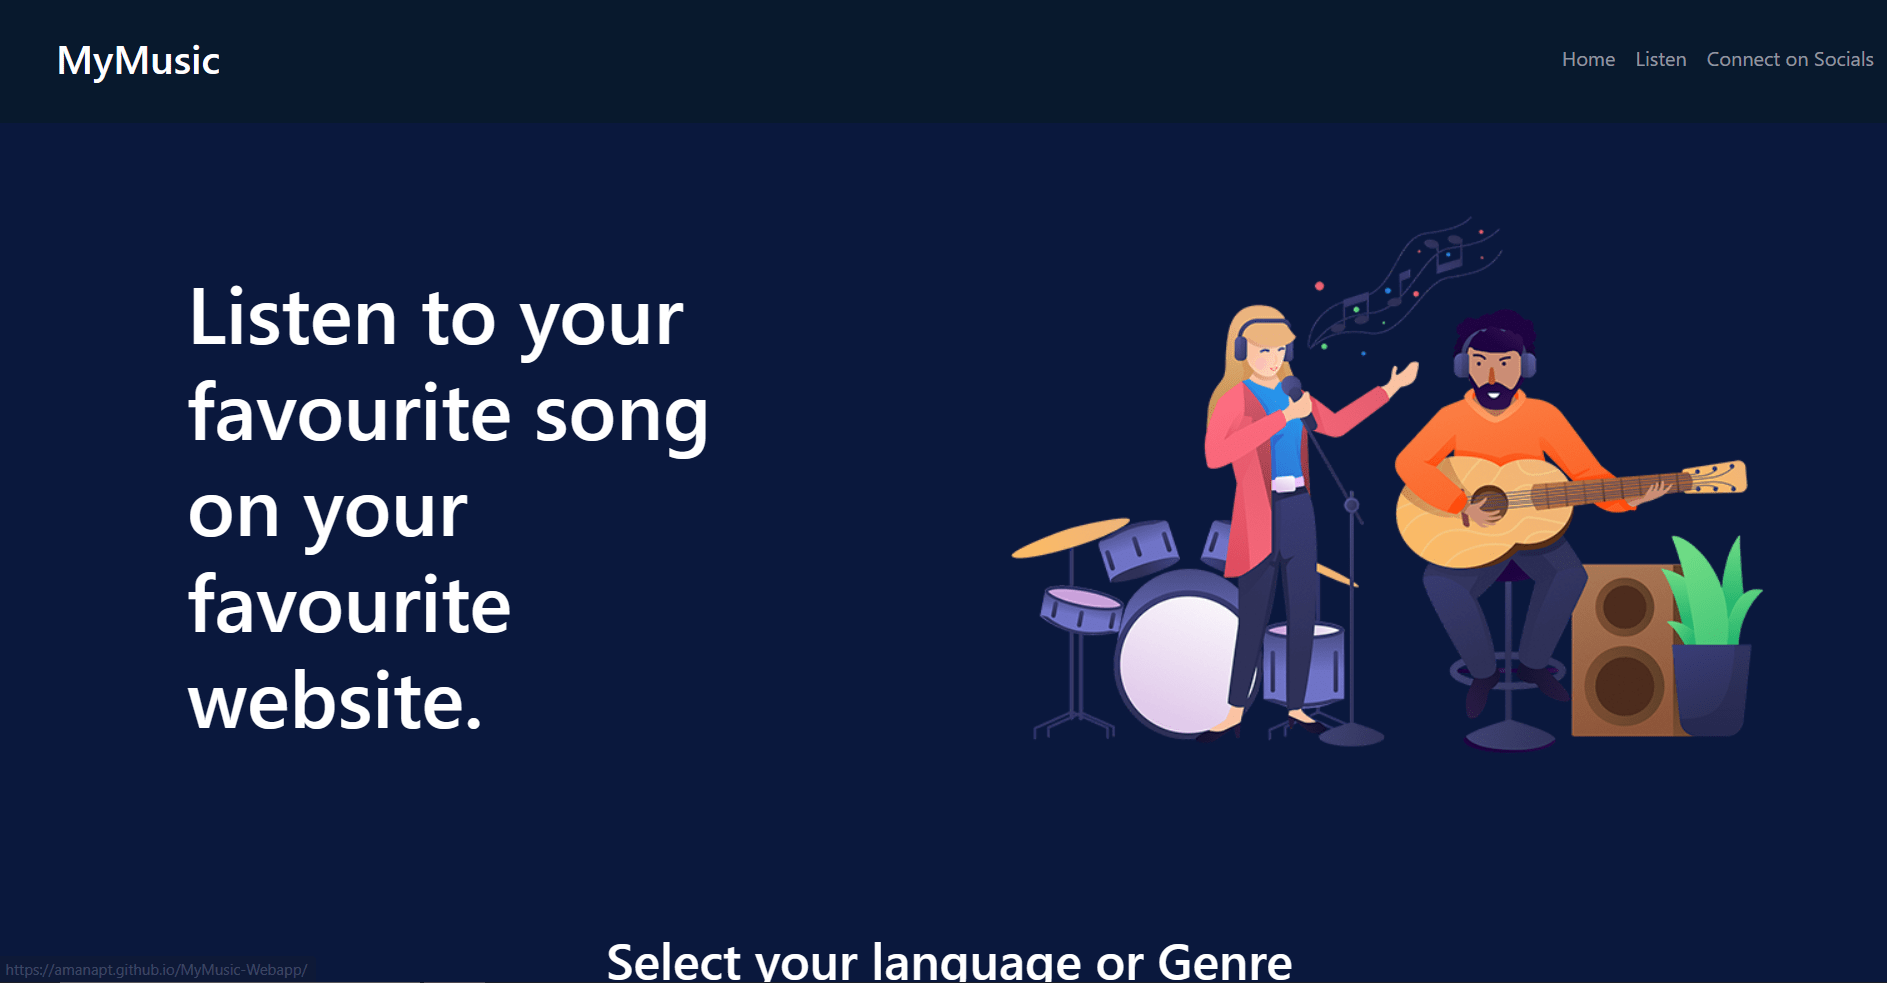 MyMusic
Home Listen Connect on Socials
Listen to your
favourite song
on your
favourite
website.
Select your language or Genre
https://amanapt.github.io/MyMusic-Webapp/